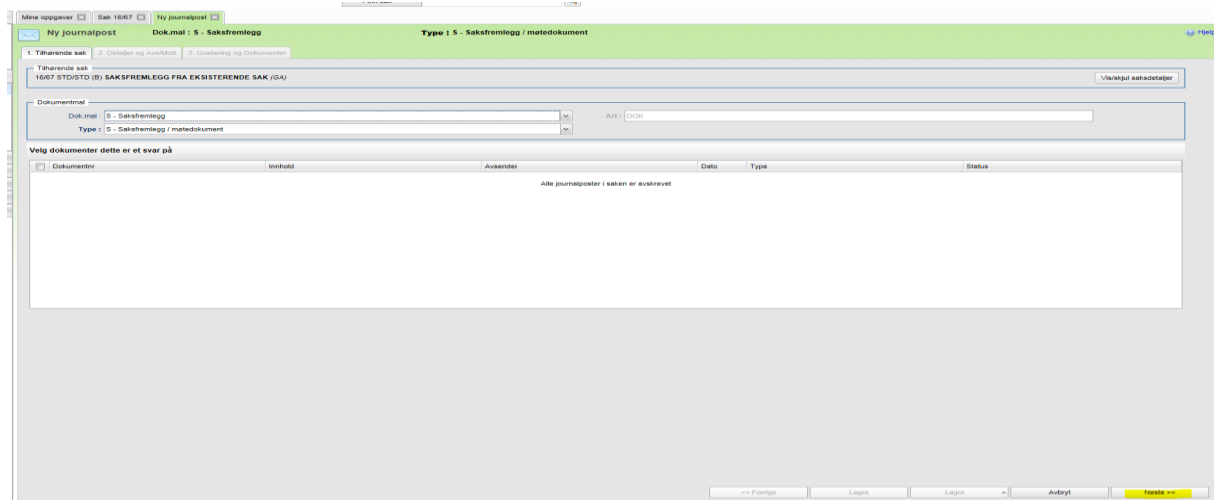 Mine oppgaver Sak 16/67 Ny journalpost
Ny journalpost Dok.mal : S - Saksfremlegg Type : S - Saksfremlegg / møtedokument Hjelp
1. Tilhørende sak 2. Detaljer og Avs/Mott 3. Gradering og Dokumenter
Tilhørende sak
16/67 STD/STD (B) SAKSFREMLEGG FRA EKSISTERENDE SAK (GA) Vis/skjul saksdetaljer
Dokumentmal
Dok.mal : S - Saksfremlegg Art : DOK
Type : S - Saksfremlegg / møtedokument
Velg dokumenter dette er et svar på
Dokumentnr Innhold Avsender Dato Type Status
Alle journalposter i saken er avskrevet
<< Forrige Lagre Lagre Avbryt Neste >>